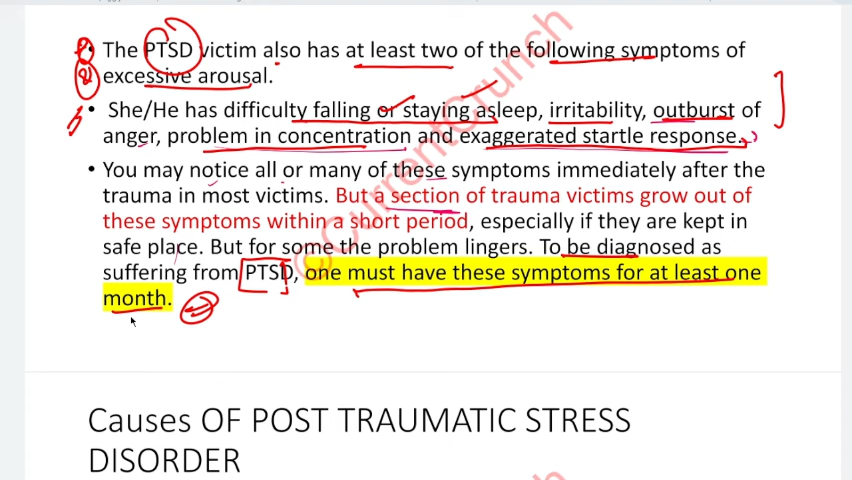 • The PTSD victim also has at least two of the following symptoms of
excessive arousal.
• She/He has difficulty falling or staying asleep, irritability, outburst of
anger, problem in concentration and exaggerated startle response.
• You may notice all or many of these symptoms immediately after the
trauma in most victims. But a section of trauma victims grow out of
these symptoms within a short period, especially if they are kept in
safe place. But for some the problem lingers. To be diagnosed as
suffering from PTSD, one must have these symptoms for at least one
month.
©CurrentCrunch
Causes OF POST TRAUMATIC STRESS
DISORDER